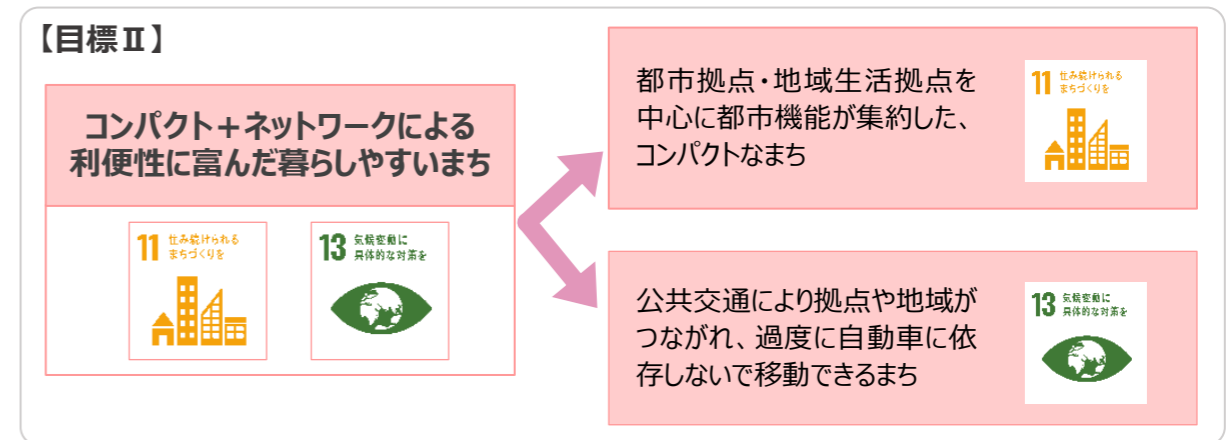 【目標Ⅱ】
コンパクト+ネットワークによる
利便性に富んだ暮らしやすいまち
11 住み続けられる
まちづくりを
13 気候変動に
具体的な対策を
都市拠点・地域生活拠点を
中心に都市機能が集約した、
コンパクトなまち
11 住み続けられる
まちづくりを
公共交通により拠点や地域が
つながれ、過度に自動車に依
存しないで移動できるまち
13 気候変動に
具体的な対策を